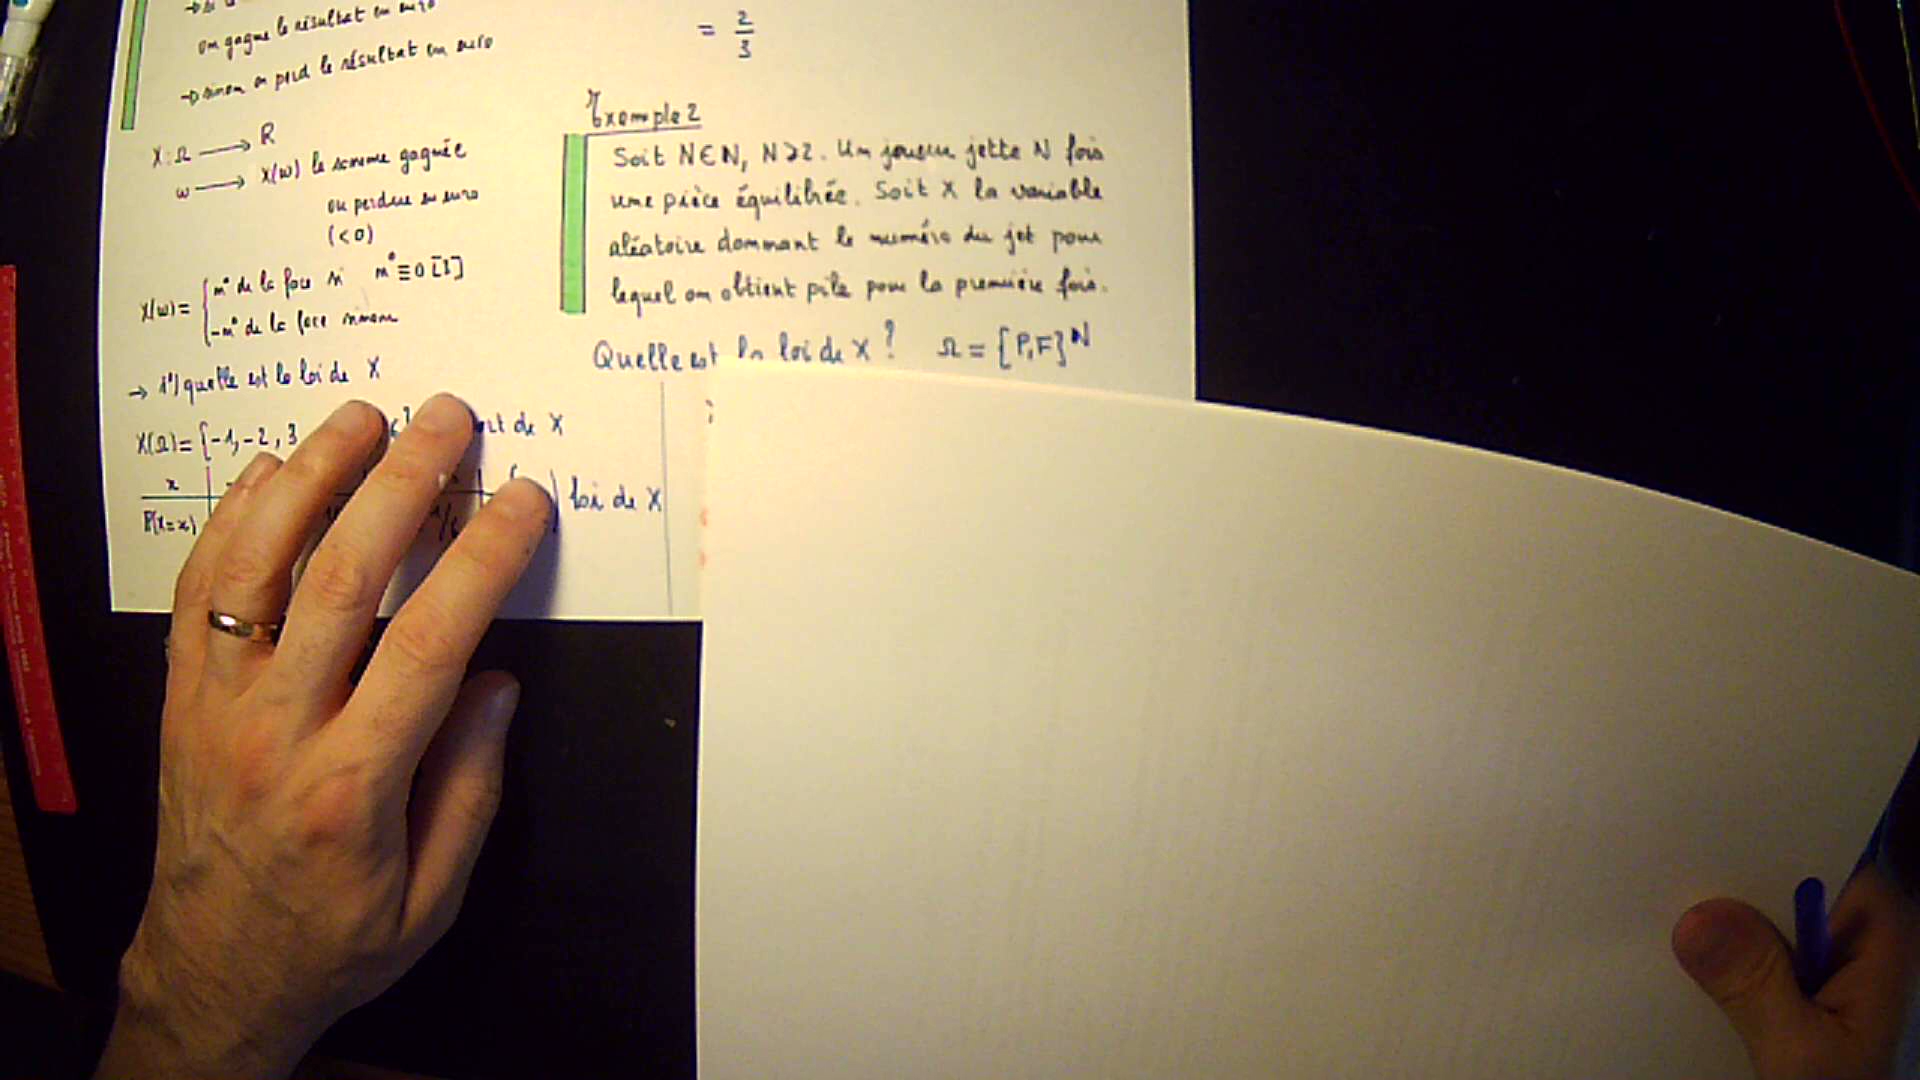 on gagne le résultat en euro
→ sinon on perd le résultat en euro
X : Ω ⟶ R
ω ⟶ X(ω) la somme gagnée
ou perdue en euro
(<0)
X(ω) = { n° de la face si n° ≡ 0 [3]
-n° de la face sinon
→ 1°) quelle est la loi de X
X(Ω) = {-1, -2, 3
de X
x
P(X=x)
loi de X
= 2/3
Exemple 2
Soit N ∈ N, N ⩾ 2. Un joueur jette N fois
une pièce équilibrée. Soit X la variable
aléatoire donnant le numéro du jet pour
lequel on obtient pile pour la première fois.
Quelle est la loi de X ? Ω = {P,F}^N